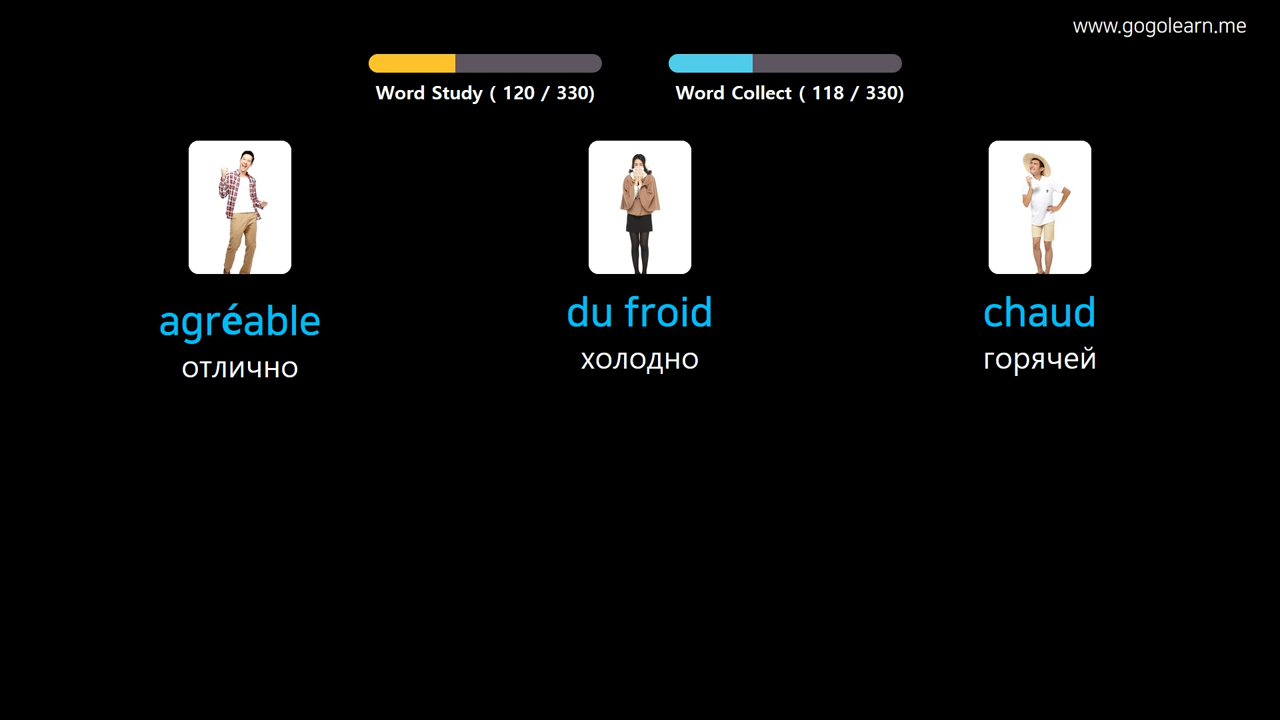 www.gogolearn.me
Word Study ( 120 / 330)
Word Collect ( 118 / 330)
agréable
отлично
du froid
холодно
chaud
горячей